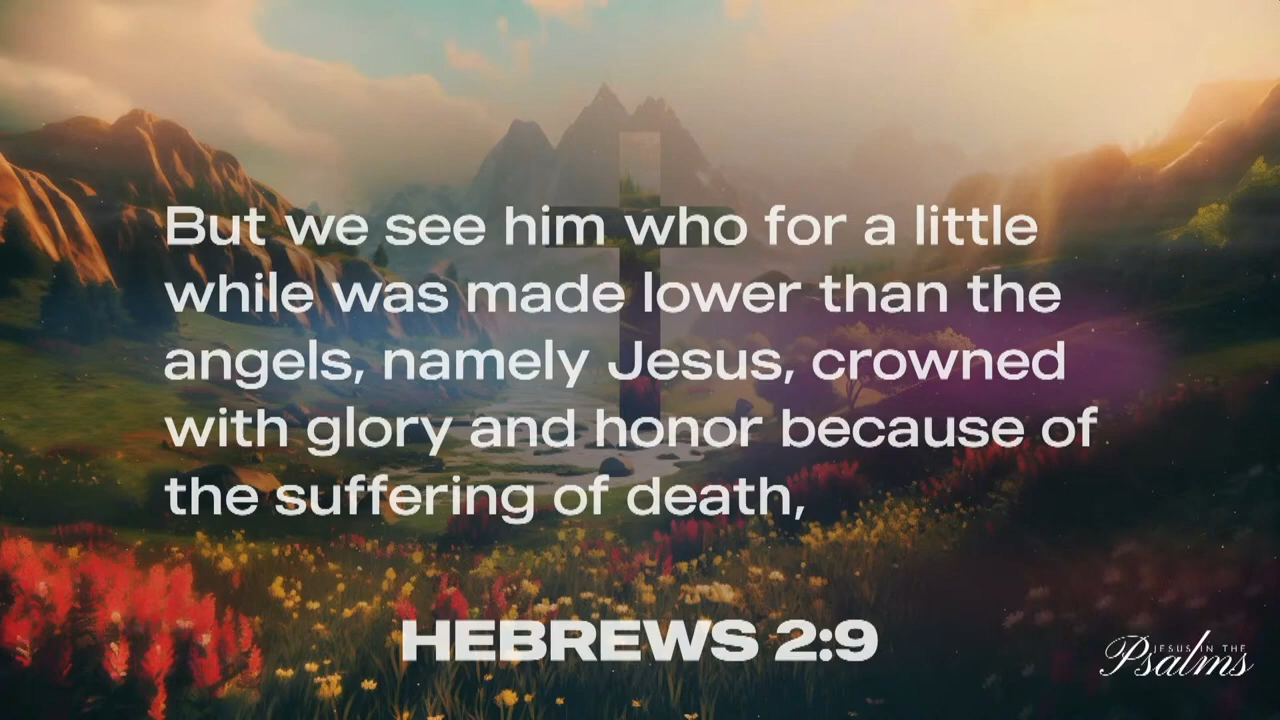 But we see him who for a little
while was made lower than the
angels, namely Jesus, crowned
with glory and honor because of
the suffering of death,
HEBREWS 2:9
JESUS IN THE
Psalms